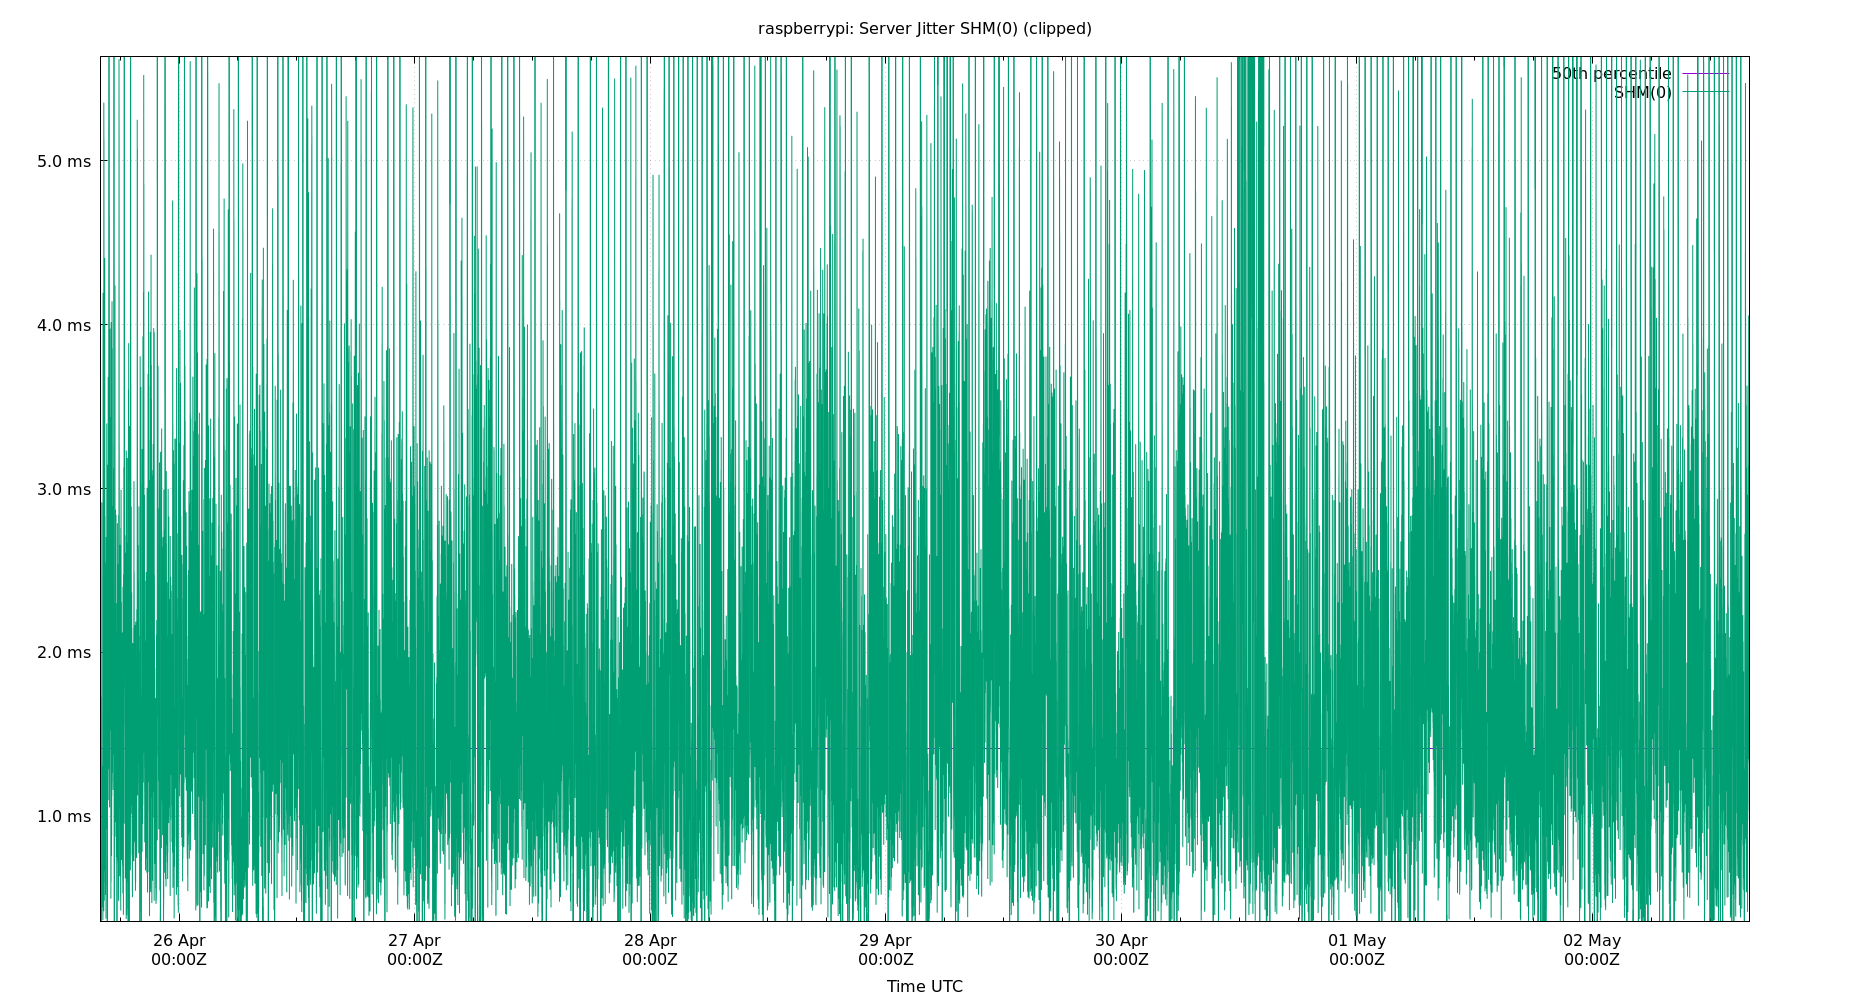 raspberrypi: Server Jitter SHM(0) (clipped)
50th percentile
SHM(0)
5.0 ms
4.0 ms
3.0 ms
2.0 ms
1.0 ms
26 Apr 27 Apr 28 Apr 29 Apr 30 Apr 01 May 02 May
00:00Z 00:00Z 00:00Z 00:00Z 00:00Z 00:00Z 00:00Z
Time UTC